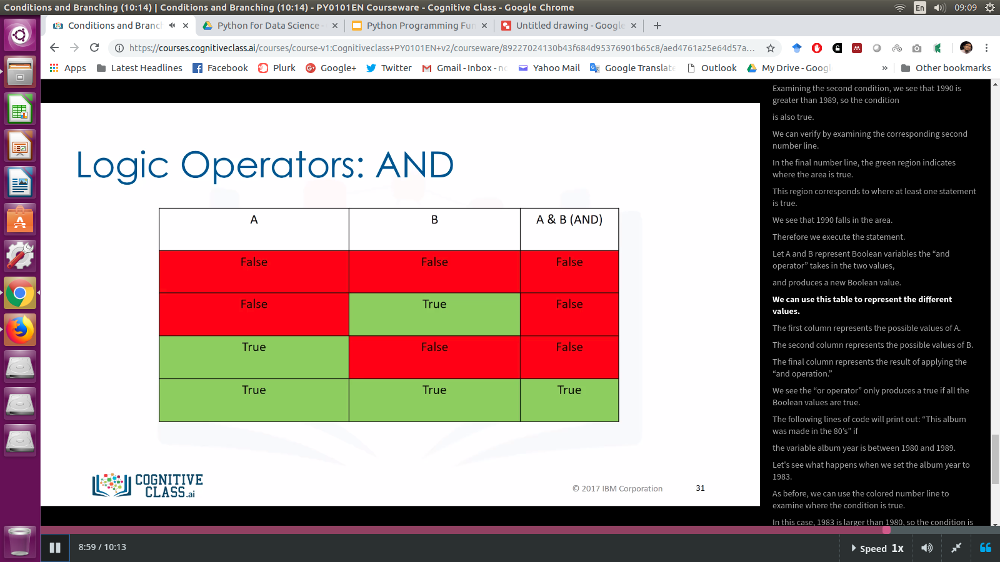 Conditions and Branching (10:14) | Conditions and Branching (10:14) - PY0101EN Courseware - Cognitive Class - Google Chrome
En
09:09
Conditions and Branc
Python for Data Science -
Python Programming Fun
Untitled drawing - Google
https://courses.cognitiveclass.ai/courses/course-v1:Cognitiveclass+PY0101EN+v2/courseware/89227024130b43f684d95376901b65c8/aed4761a25e64d57a...
Apps
Latest Headlines
Facebook
Plurk
Google+
Twitter
Gmail - Inbox - no
Yahoo Mail
Google Translate
Outlook
My Drive - Googl
»
Other bookmarks
Logic Operators: AND
A B A & B (AND)
False False False
False True False
True False False
True True True
COGNITIVE
CLASS.ai
© 2017 IBM Corporation
31
Examining the second condition, we see that 1990 is
greater than 1989, so the condition
is also true.
We can verify by examining the corresponding second
number line.
In the final number line, the green region indicates
where the area is true.
This region corresponds to where at least one statement
is true.
We see that 1990 falls in the area.
Therefore we execute the statement.
Let A and B represent Boolean variables the “and
operator” takes in the two values,
and produces a new Boolean value.
We can use this table to represent the different
values.
The first column represents the possible values of A.
The second column represents the possible values of B.
The final column represents the result of applying the
“and operation.”
We see the “or operator” only produces a true if all the
Boolean values are true.
The following lines of code will print out: “This album
was made in the 80’s” if
the variable album year is between 1980 and 1989.
Let's see what happens when we set the album year to
1983.
As before, we can use the colored number line to
examine where the condition is true.
In this case, 1983 is larger than 1980, so the condition is
8:59 / 10:13
Speed 1x